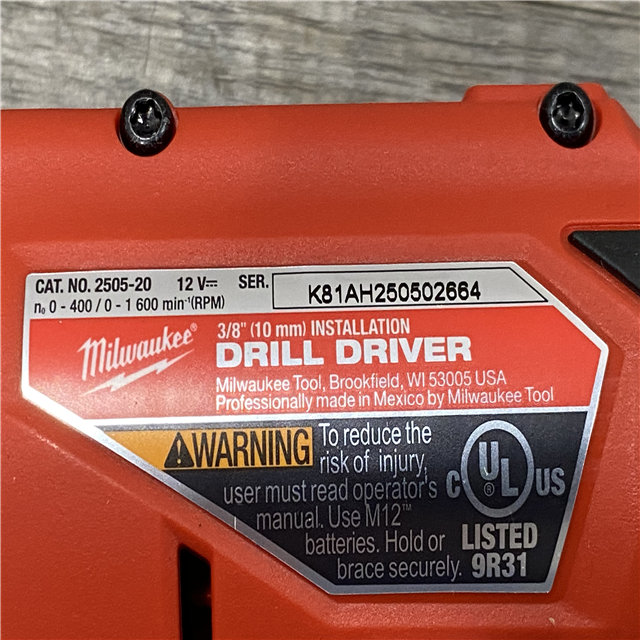 CAT. NO. 2505-20 12 V⎓ SER. K81AH250502664
n₀ 0 - 400 / 0 - 1 600 min⁻¹(RPM)
Milwaukee®
3/8" (10 mm) INSTALLATION
DRILL DRIVER
Milwaukee Tool, Brookfield, WI 53005 USA
Professionally made in Mexico by Milwaukee Tool
⚠WARNING To reduce the
risk of injury,
user must read operator's
manual. Use M12™
batteries. Hold or
brace securely.
C UL® US
LISTED
9R31